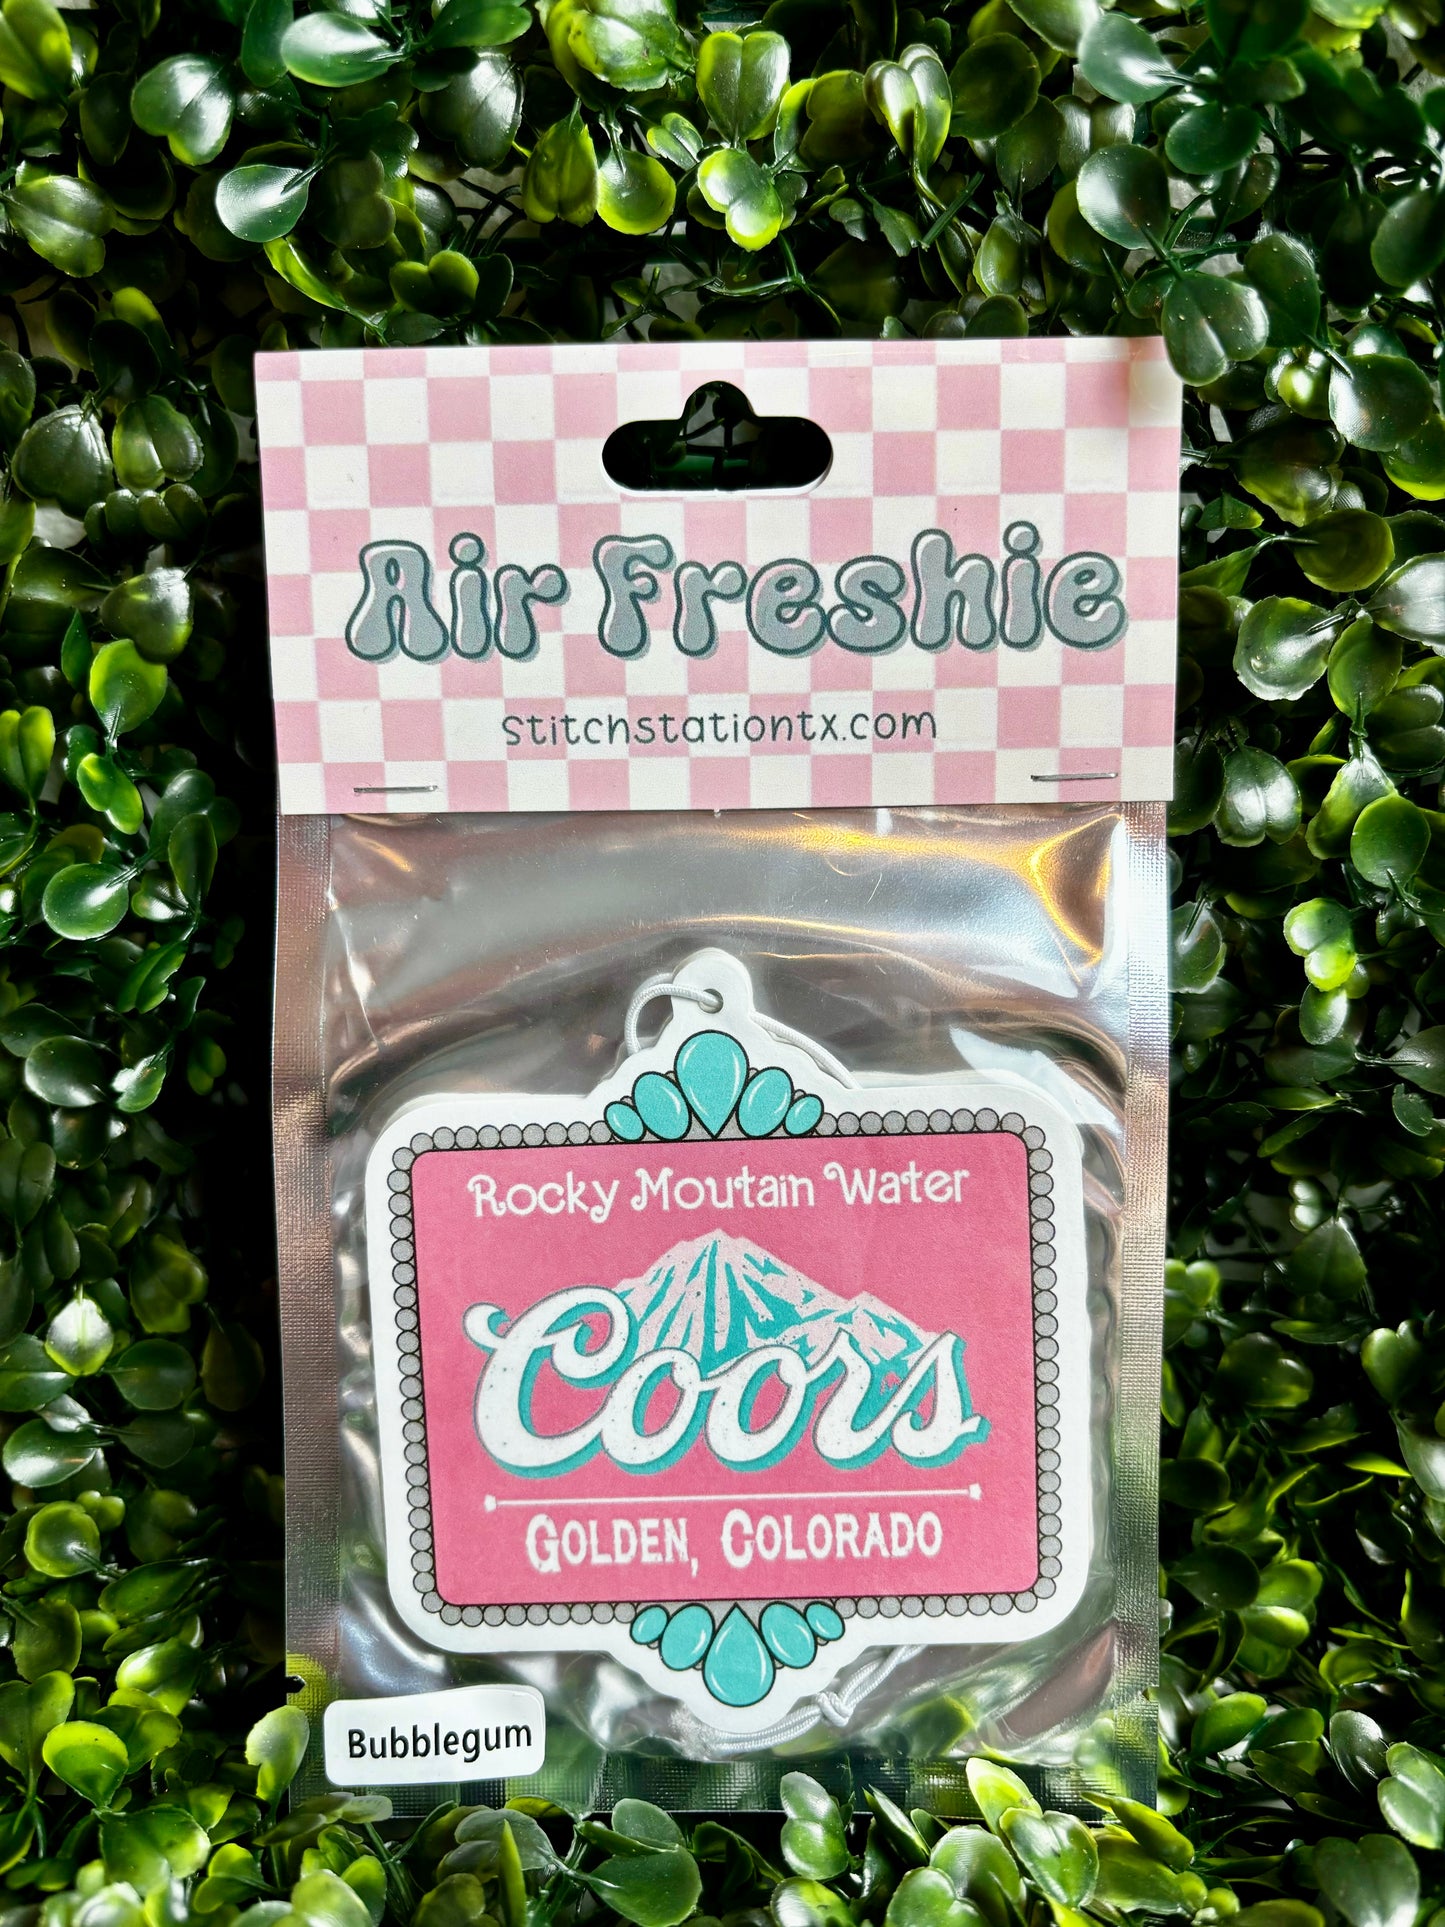 Air Freshie
stitchstationtx.com
Rocky Moutain Water
Coors
Golden, Colorado
Bubblegum